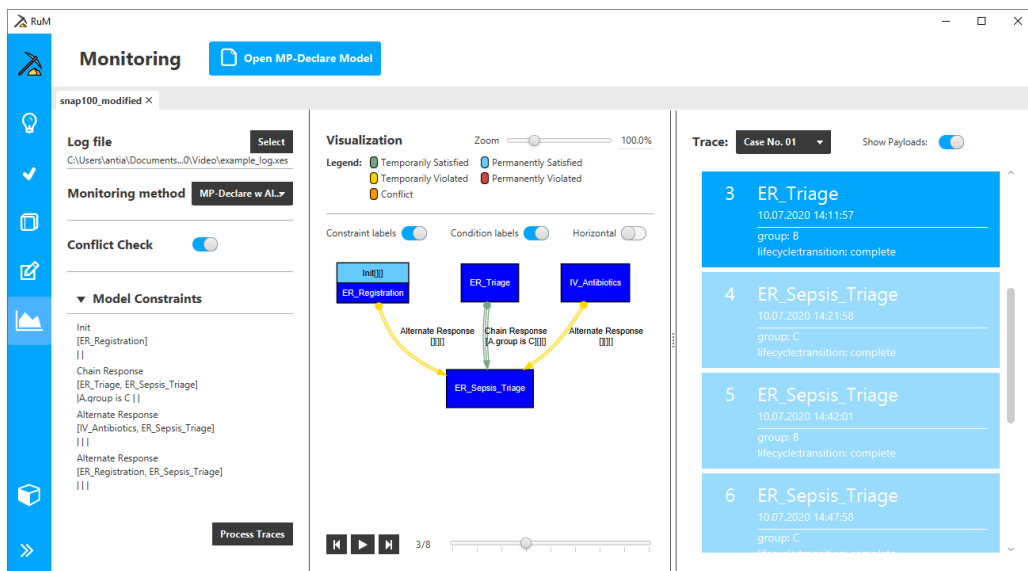 RuM
Monitoring
Open MP-Declare Model
snap100_modified ×
Log file
Select
C:\Users\antia\Documents...0\Video\example_log.xes
Monitoring method
MP-Declare w Al..
Conflict Check
Model Constraints
Init
[ER_Registration]
| |
Chain Response
[ER_Triage, ER_Sepsis_Triage]
|A.group is C | |
Alternate Response
[IV_Antibiotics, ER_Sepsis_Triage]
| | |
Alternate Response
[ER_Registration, ER_Sepsis_Triage]
| | |
Process Traces
Visualization
Zoom
100.0%
Legend:
Temporarily Satisfied
Permanently Satisfied
Temporarily Violated
Permanently Violated
Conflict
Constraint labels
Condition labels
Horizontal
Init[][]
ER_Registration
ER_Triage
IV_Antibiotics
Alternate Response
[][][]
Chain Response
[A.group is C][][]
Alternate Response
[][][]
ER_Sepsis_Triage
3/8
Trace:
Case No. 01
Show Payloads:
3 ER_Triage
10.07.2020 14:11:57
group: B
lifecycle:transition: complete
4 ER_Sepsis_Triage
10.07.2020 14:21:58
group: C
lifecycle:transition: complete
5 ER_Sepsis_Triage
10.07.2020 14:42:01
group: B
lifecycle:transition: complete
6 ER_Sepsis_Triage
10.07.2020 14:47:58
group: C
lifecycle:transition: complete